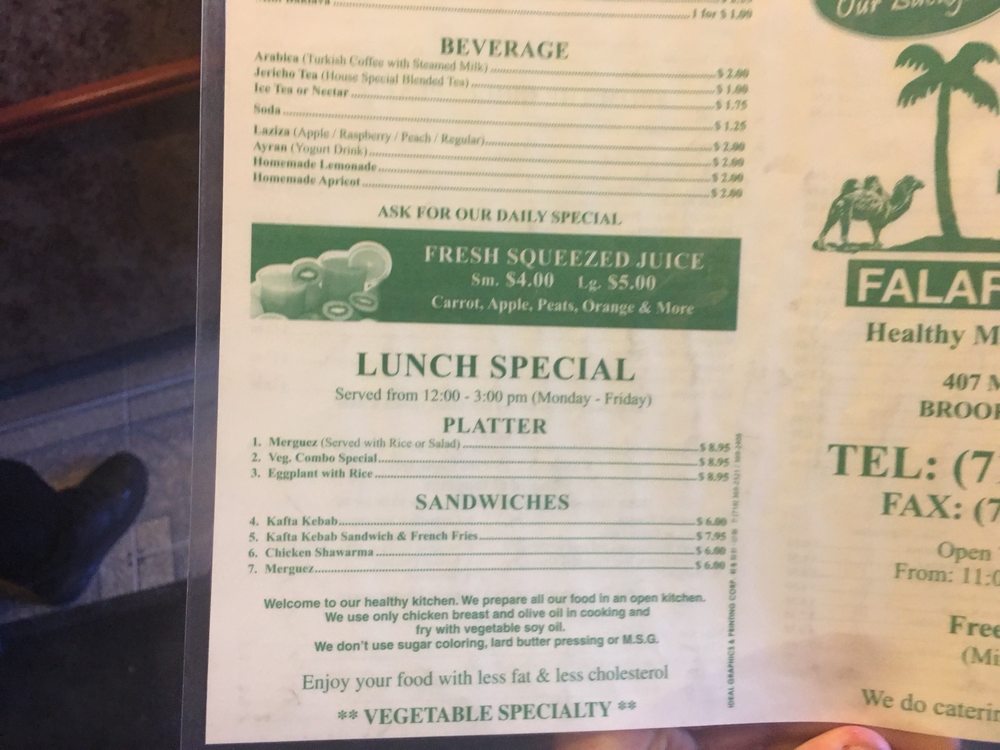 1 for $ 1.00
BEVERAGE
Arabica (Turkish Coffee with Steamed Milk) $ 2.00
Jericho Tea (House Special Blended Tea) $ 1.00
Ice Tea or Nectar $ 1.75
Soda $ 1.25
Laziza (Apple / Raspberry / Peach / Regular) $ 2.00
Ayran (Yogurt Drink) $ 2.00
Homemade Lemonade $ 2.00
Homemade Apricot $ 2.00
ASK FOR OUR DAILY SPECIAL
FRESH SQUEEZED JUICE
Sm. $4.00 Lg. $5.00
Carrot, Apple, Peats, Orange & More
LUNCH SPECIAL
Served from 12:00 - 3:00 pm (Monday - Friday)
PLATTER
1. Merguez (Served with Rice or Salad) $ 8.95
2. Veg. Combo Special $ 8.95
3. Eggplant with Rice $ 8.95
SANDWICHES
4. Kafta Kebab $ 6.00
5. Kafta Kebab Sandwich & French Fries $ 7.95
6. Chicken Shawarma $ 6.00
7. Merguez $ 6.00
Welcome to our healthy kitchen. We prepare all our food in an open kitchen.
We use only chicken breast and olive oil in cooking and
fry with vegetable soy oil.
We don't use sugar coloring, lard butter pressing or M.S.G.
Enjoy your food with less fat & less cholesterol
** VEGETABLE SPECIALTY **
IDEAL GRAPHICS & PRINTING CORP.
Our
FALAF
Healthy M
407 M
BROO
TEL: (7
FAX: (7
Open
From: 11:0
Free
(Mi
We do caterin